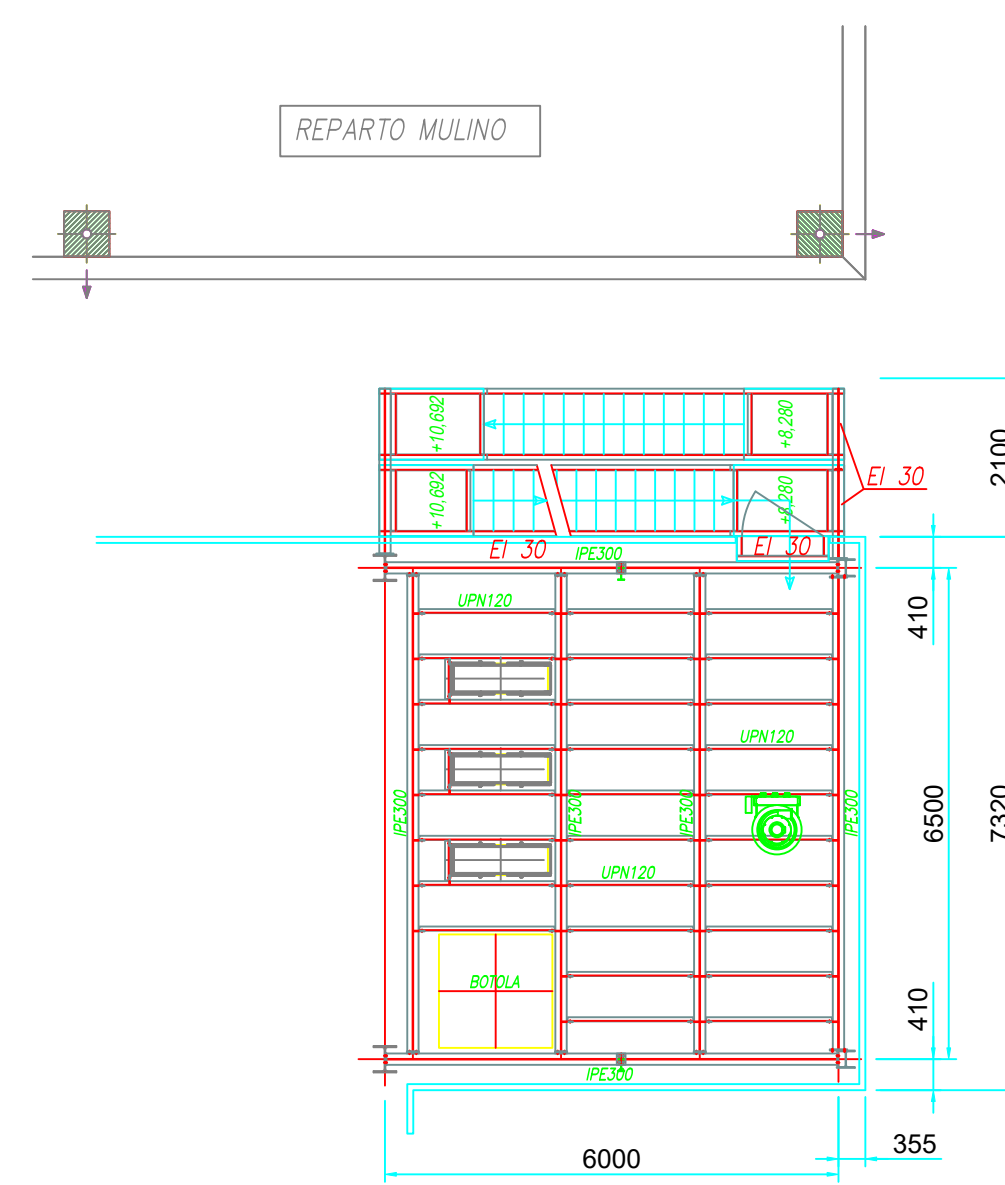 REPARTO MULINO
+10,692
+8,280
2100
EI 30
+10,692
+8,280
EI 30
IPE300
EI 30
UPN120
410
UPN120
IPE300
IPE300
IPE300
IPE300
6500
7320
UPN120
BOTOLA
410
IPE300
6000
355